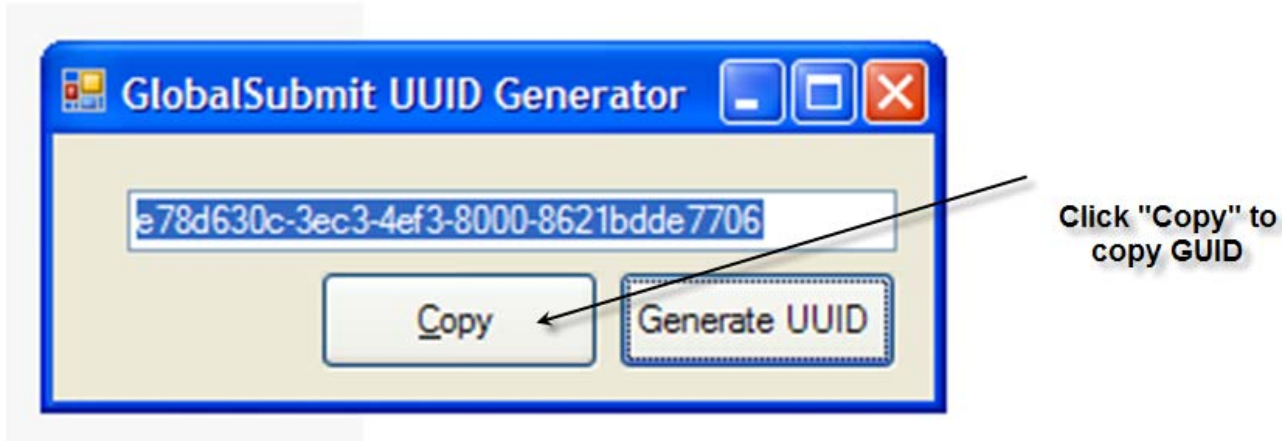 GlobalSubmit UUID Generator
e78d630c-3ec3-4ef3-8000-8621bdde7706
Copy
Generate UUID
Click "Copy" to
copy GUID